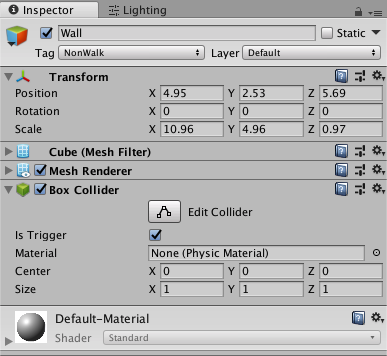 Inspector Lighting
Wall Static
Tag NonWalk Layer Default
Transform
Position X 4.95 Y 2.53 Z 5.69
Rotation X 0 Y 0 Z 0
Scale X 10.96 Y 4.96 Z 0.97
Cube (Mesh Filter)
Mesh Renderer
Box Collider
Edit Collider
Is Trigger
Material None (Physic Material)
Center X 0 Y 0 Z 0
Size X 1 Y 1 Z 1
Default-Material
Shader Standard